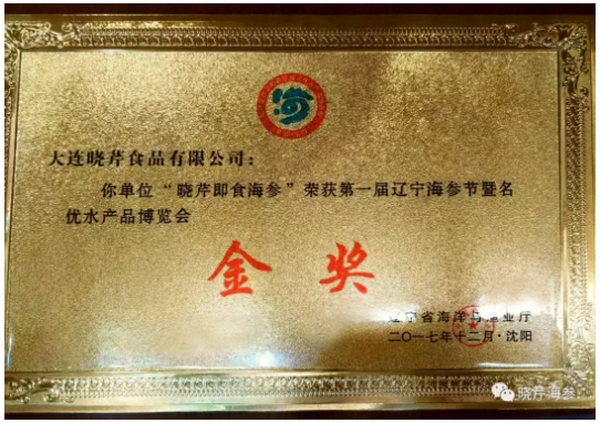 大连晓芹食品有限公司：
你单位“晓芹即食海参”荣获第一届辽宁海参节暨名
优水产品博览会
金奖
辽宁省海洋与渔业厅
二〇一七年十二月·沈阳
晓芹海参